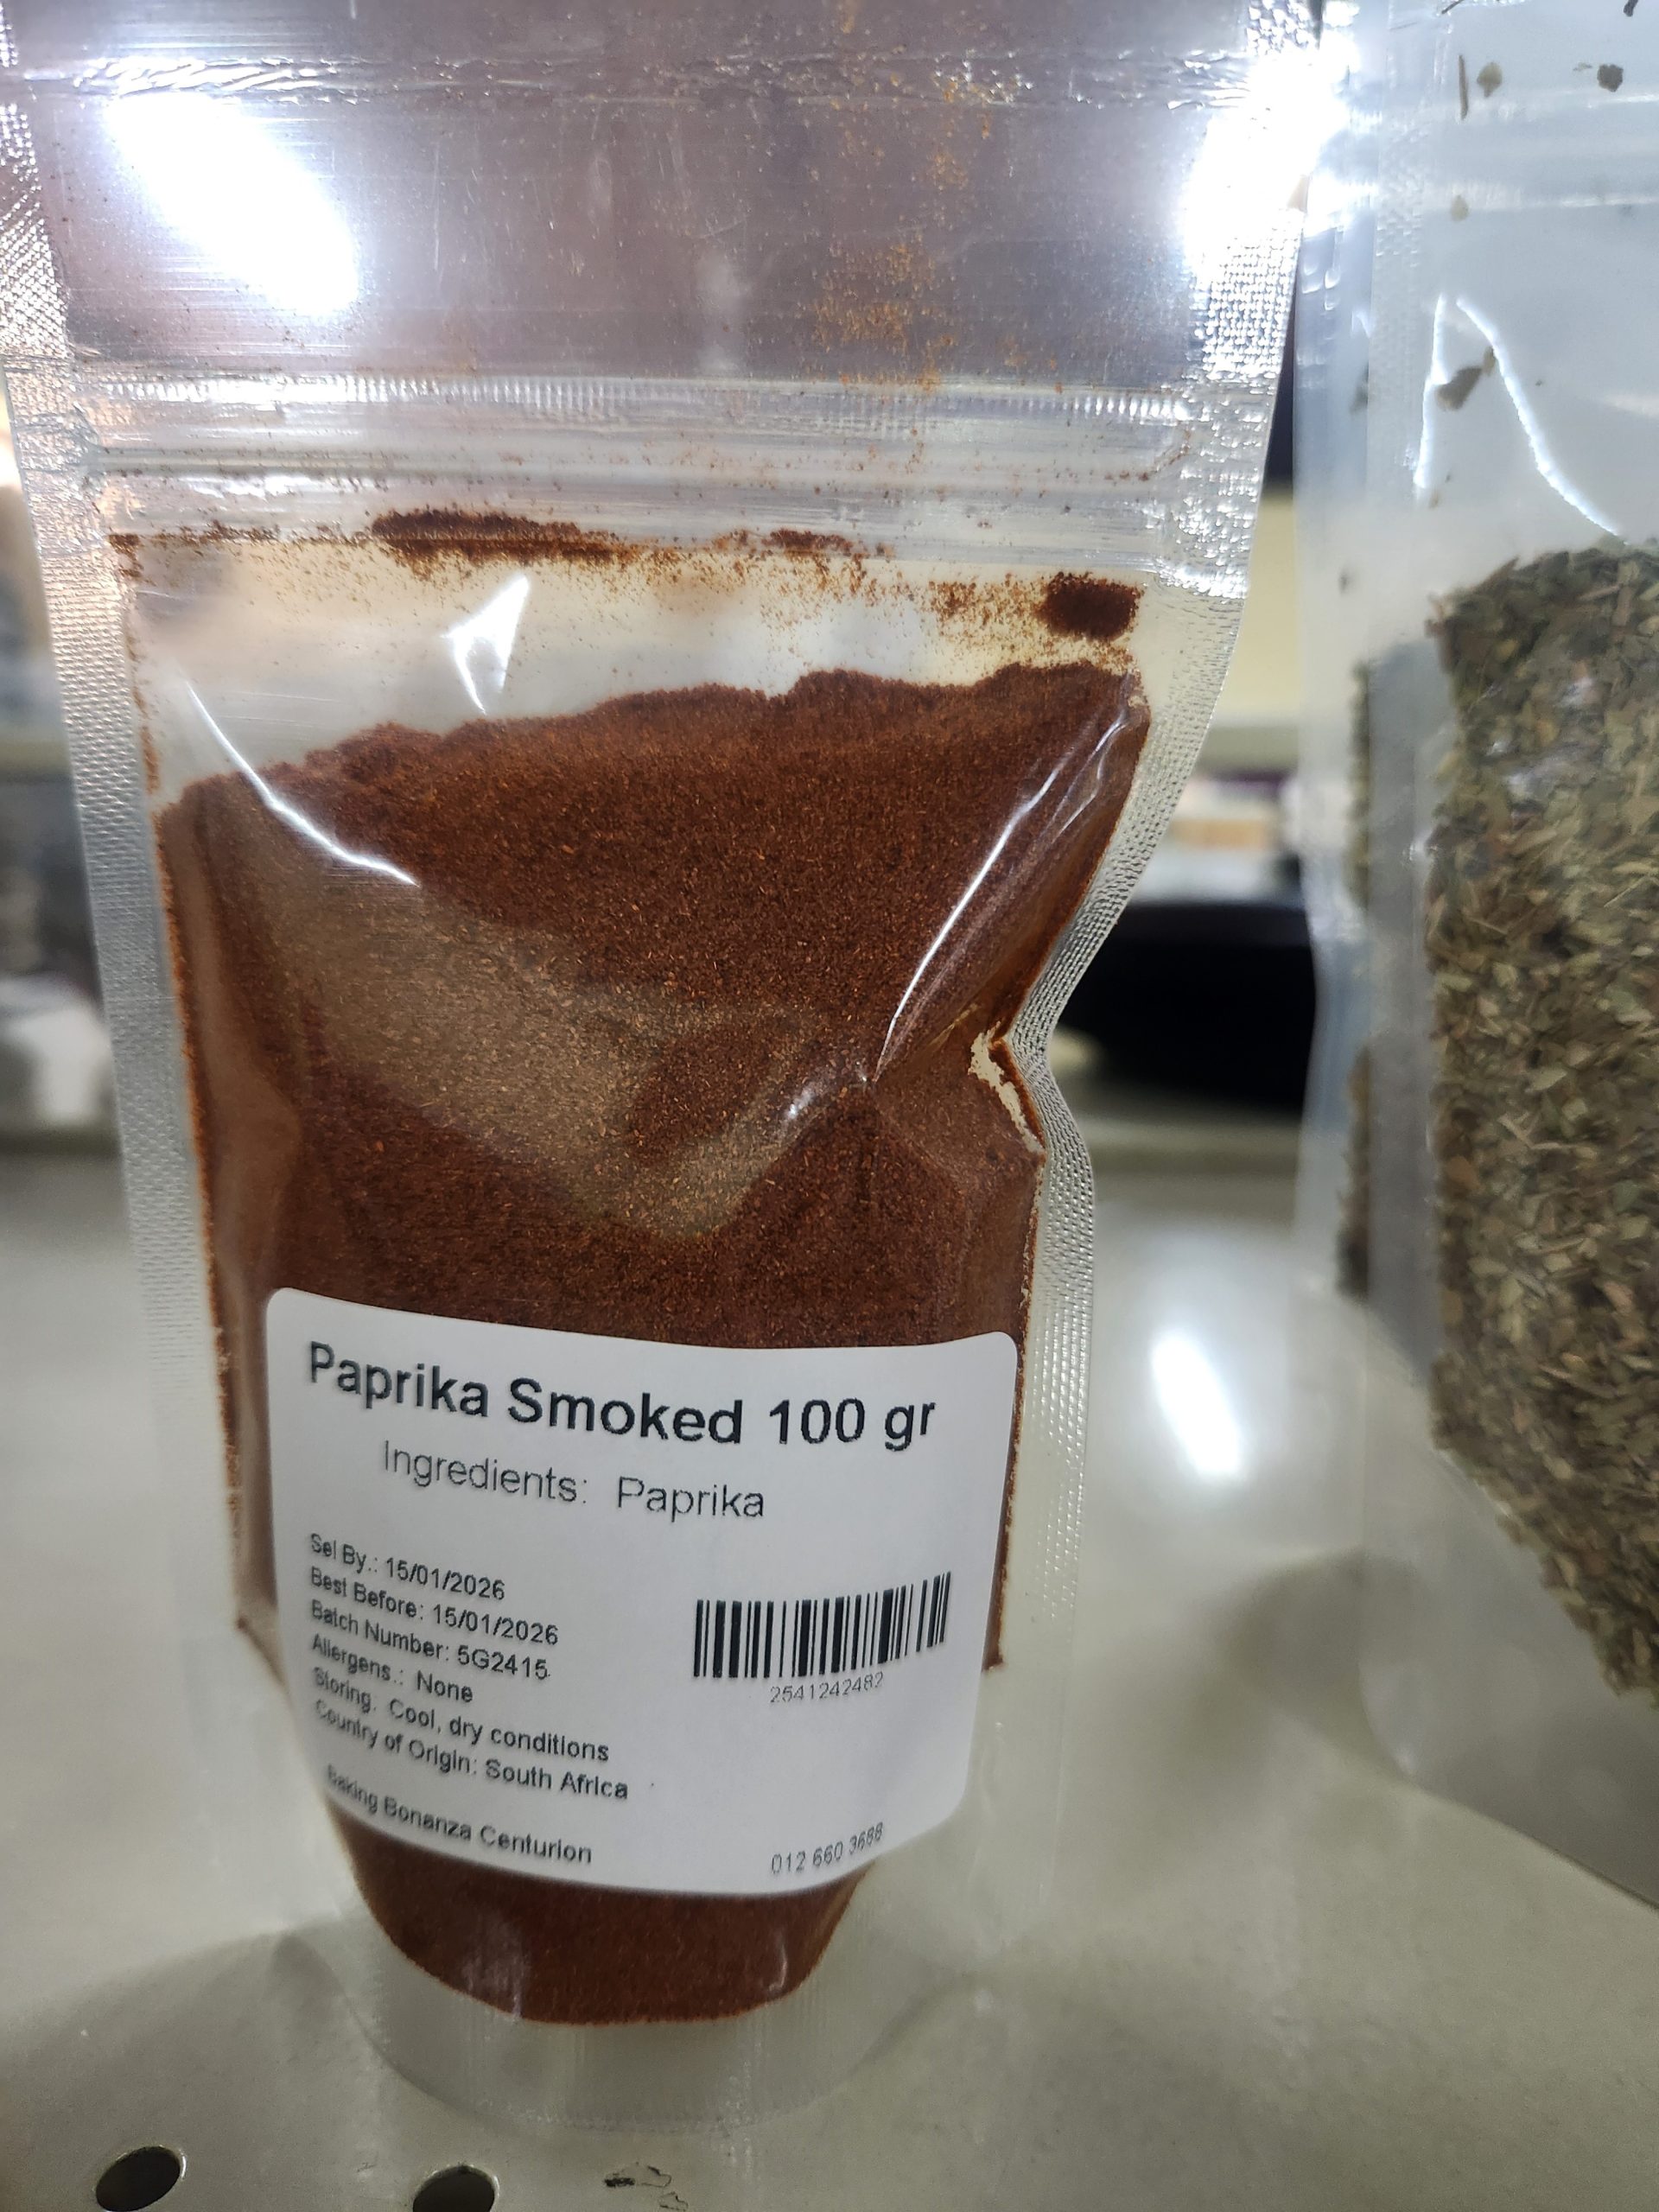 Paprika Smoked 100 gr
Ingredients: Paprika
Sel By.: 15/01/2026
Best Before: 15/01/2026
Batch Number: 5G2415
Allergens.: None
Storing. Cool, dry conditions
Country of Origin: South Africa
2541242482
Baking Bonanza Centurion
012 660 3688